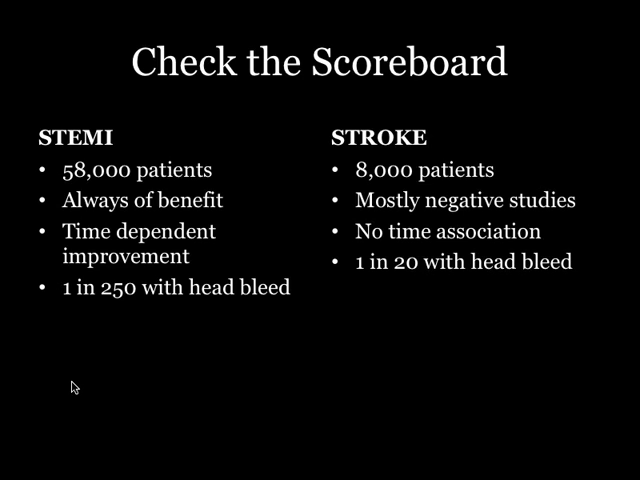 Check the Scoreboard
STEMI
• 58,000 patients
• Always of benefit
• Time dependent
improvement
• 1 in 250 with head bleed
STROKE
• 8,000 patients
• Mostly negative studies
• No time association
• 1 in 20 with head bleed